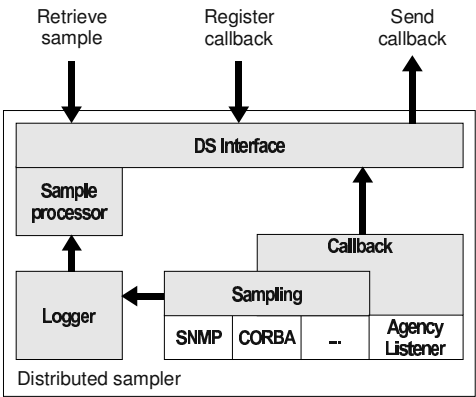 Retrieve
sample
Register
callback
Send
callback
DS Interface
Sample
processor
Callback
Sampling
Logger
SNMP
CORBA
...
Agency
Listener
Distributed sampler